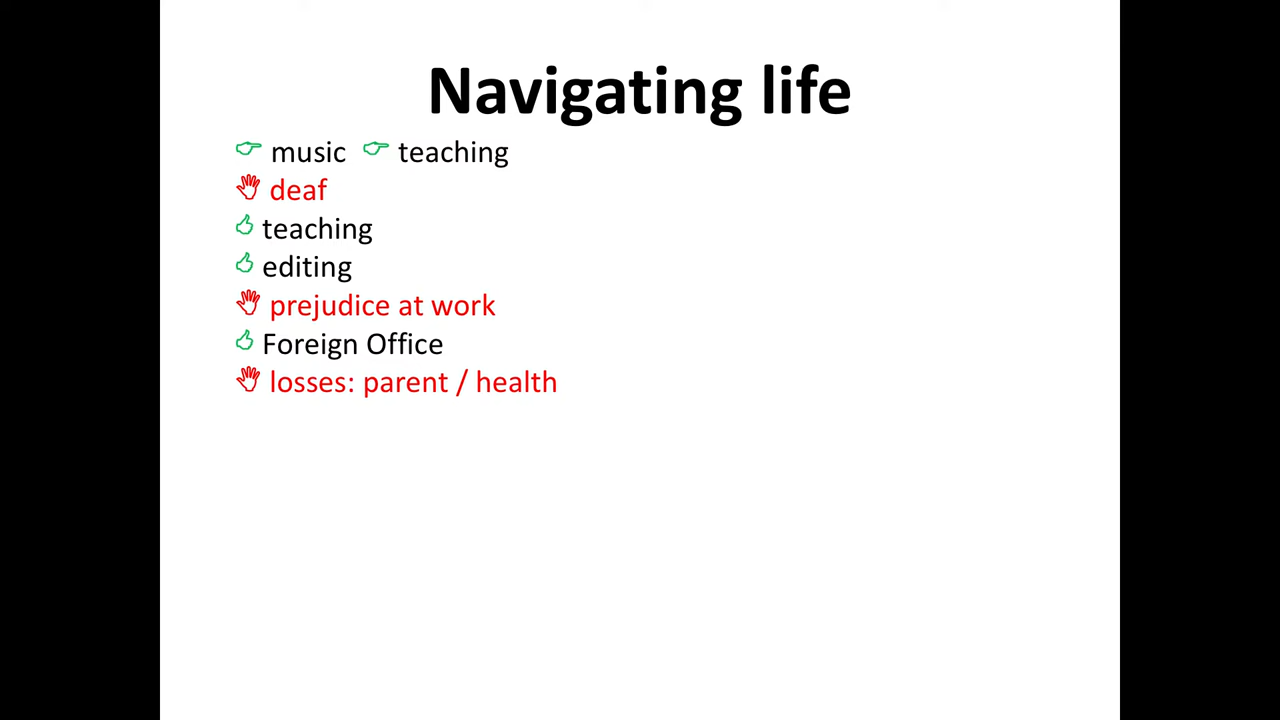 Navigating life
music teaching
deaf
teaching
editing
prejudice at work
Foreign Office
losses: parent / health